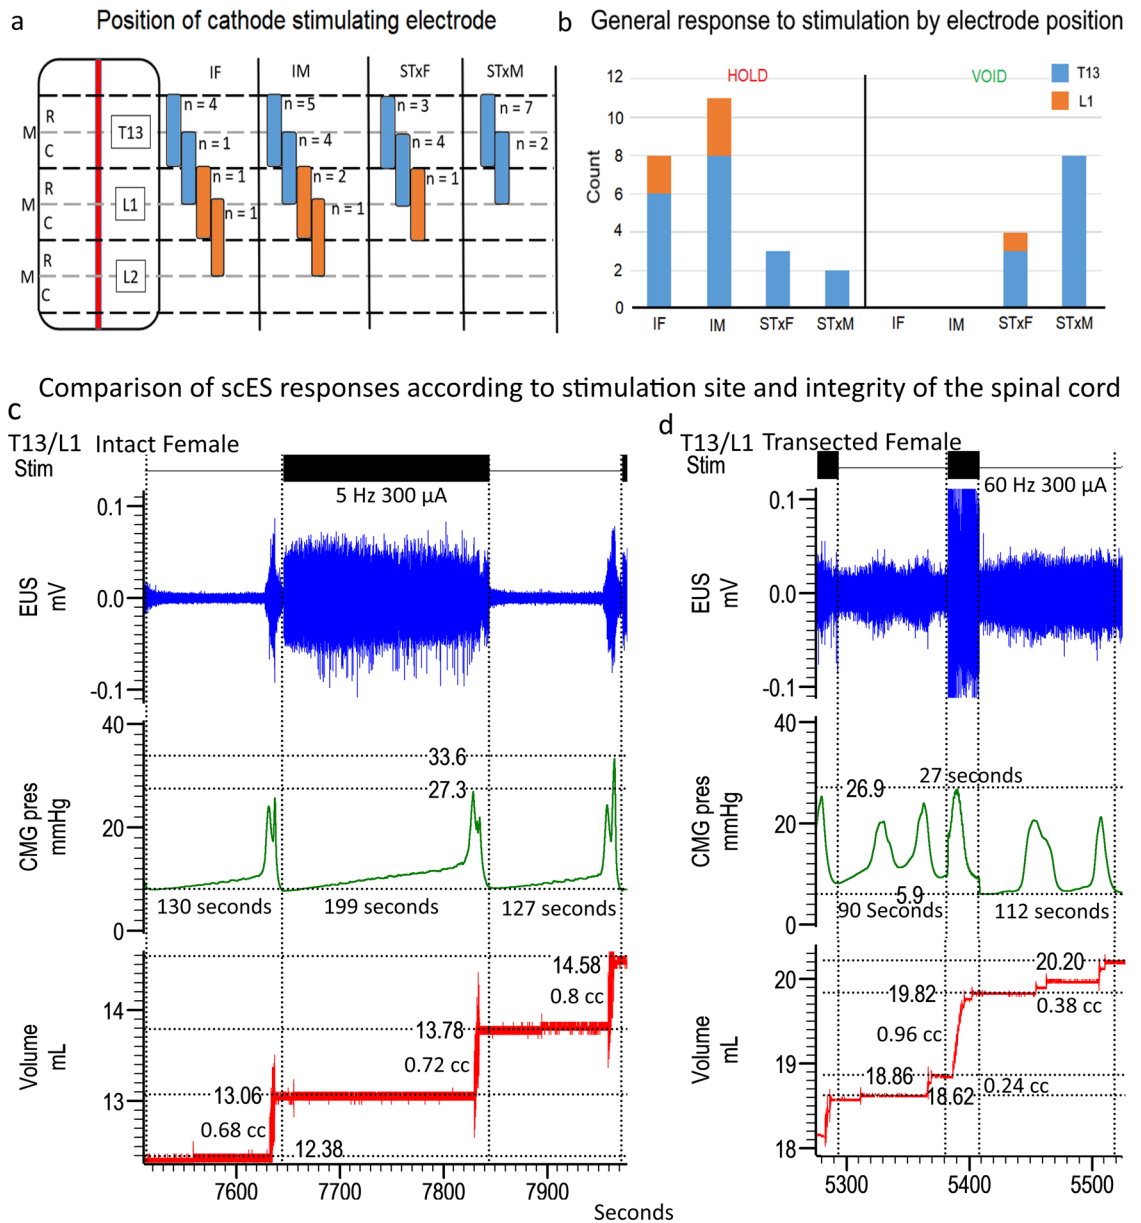 a
Position of cathode stimulating electrode
IF
IM
STxF
STxM
R
M
C
R
M
C
R
M
C
T13
L1
L2
n = 4
n = 1
n = 1
n = 1
n = 5
n = 4
n = 2
n = 1
n = 3
n = 4
n = 1
n = 7
n = 2
b
General response to stimulation by electrode position
HOLD
VOID
T13
L1
Count
12
10
8
6
4
2
0
IF
IM
STxF
STxM
IF
IM
STxF
STxM
Comparison of scES responses according to stimulation site and integrity of the spinal cord
c
T13/L1 Intact Female
Stim
5 Hz 300 µA
EUS
mV
0.1
0.0
-0.1
CMG pres
mmHg
40
20
0
33.6
27.3
130 seconds
199 seconds
127 seconds
Volume
mL
14
13
14.58
0.8 cc
13.78
0.72 cc
13.06
0.68 cc
12.38
7600
7700
7800
7900
d
T13/L1 Transected Female
Stim
60 Hz 300 µA
EUS
mV
0.1
0.0
-0.1
CMG pres
mmHg
40
20
0
27 seconds
26.9
5.9
90 Seconds
112 seconds
Volume
mL
20
19
18
20.20
19.82
0.38 cc
0.96 cc
18.86
18.62
0.24 cc
5300
5400
5500
Seconds